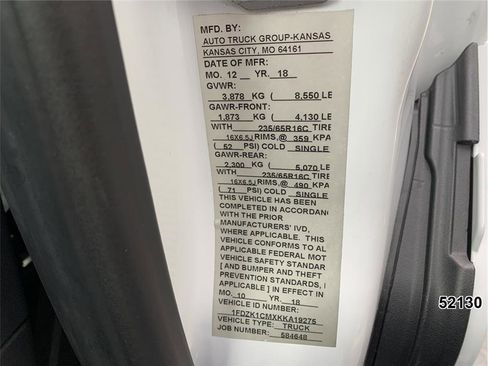 MFD. BY:
AUTO TRUCK GROUP-KANSAS
KANSAS CITY, MO 64161
DATE OF MFR:
MO. 12 YR. 18
GVWR:
3,878 KG ( 8,550 LB
GAWR-FRONT:
1,873 KG ( 4,130 LB
WITH 235/65R16C TIRE
16X6.5J RIMS,@ 359 KPA
( 52 PSI) COLD SINGLE
GAWR-REAR:
2,300 KG ( 5,070 LB
WITH 235/65R16C TIRE
16X6.5J RIMS,@ 490 KPA
( 71 PSI) COLD SINGLE
THIS VEHICLE HAS BEEN
COMPLETED IN ACCORDANC
WITH THE PRIOR
MANUFACTURERS' IVD,
WHERE APPLICABLE. THIS
VEHICLE CONFORMS TO AL
APPLICABLE FEDERAL MOT
VEHICLE SAFETY STANDAR
[ AND BUMPER AND THEFT
PREVENTION STANDARDS, I
APPLICABLE ] IN EFFECT I
MO. 10 YR. 18
VEHICLE ID NUMBER:
1FDZK1CMXKKA19275
VEHICLE TYPE: TRUCK
JOB NUMBER: 584648
52130